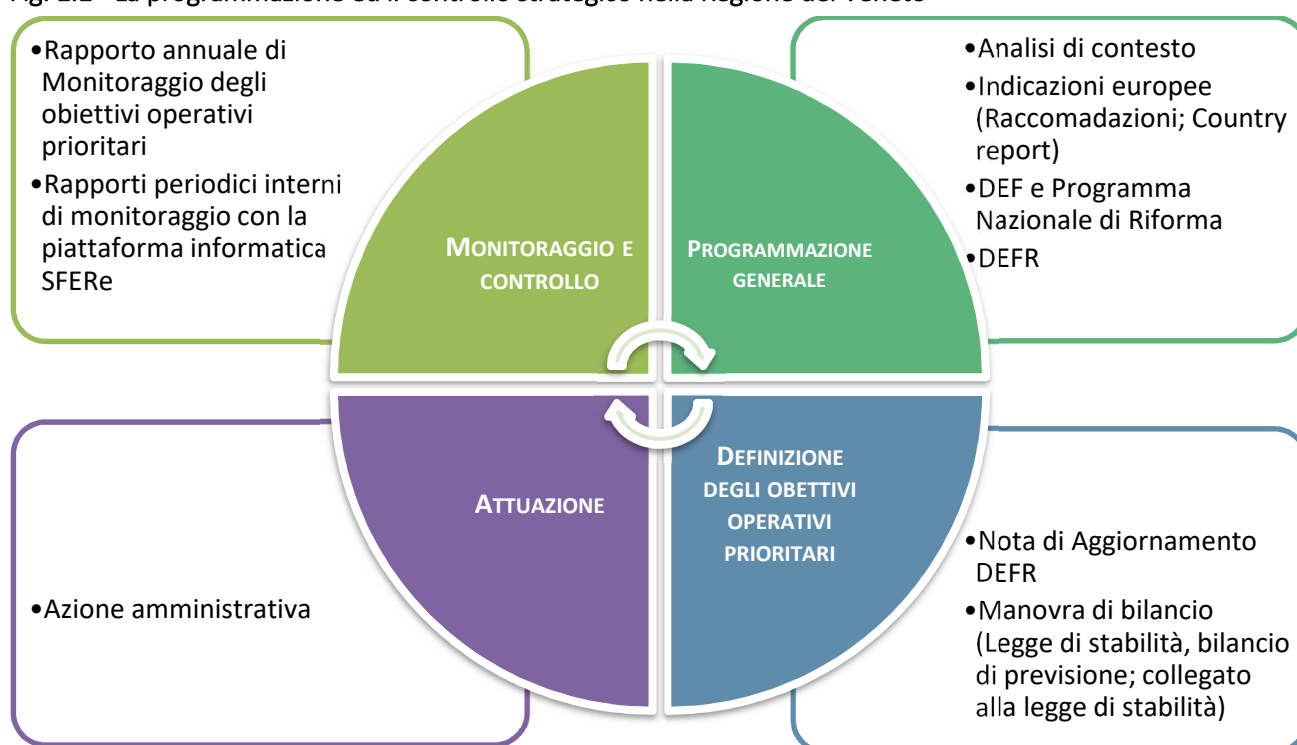 •Rapporto annuale di
Monitoraggio degli
obiettivi operativi
prioritari
•Rapporti periodici interni
di monitoraggio con la
piattaforma informatica
SFERe
MONITORAGGIO E
CONTROLLO
PROGRAMMAZIONE
GENERALE
•Analisi di contesto
•Indicazioni europee
(Raccomadazioni; Country
report)
•DEF e Programma
Nazionale di Riforma
•DEFR
•Azione amministrativa
ATTUAZIONE
DEFINIZIONE
DEGLI OBETTIVI
OPERATIVI
PRIORITARI
•Nota di Aggiornamento
DEFR
•Manovra di bilancio
(Legge di stabilità, bilancio
di previsione; collegato
alla legge di stabilità)